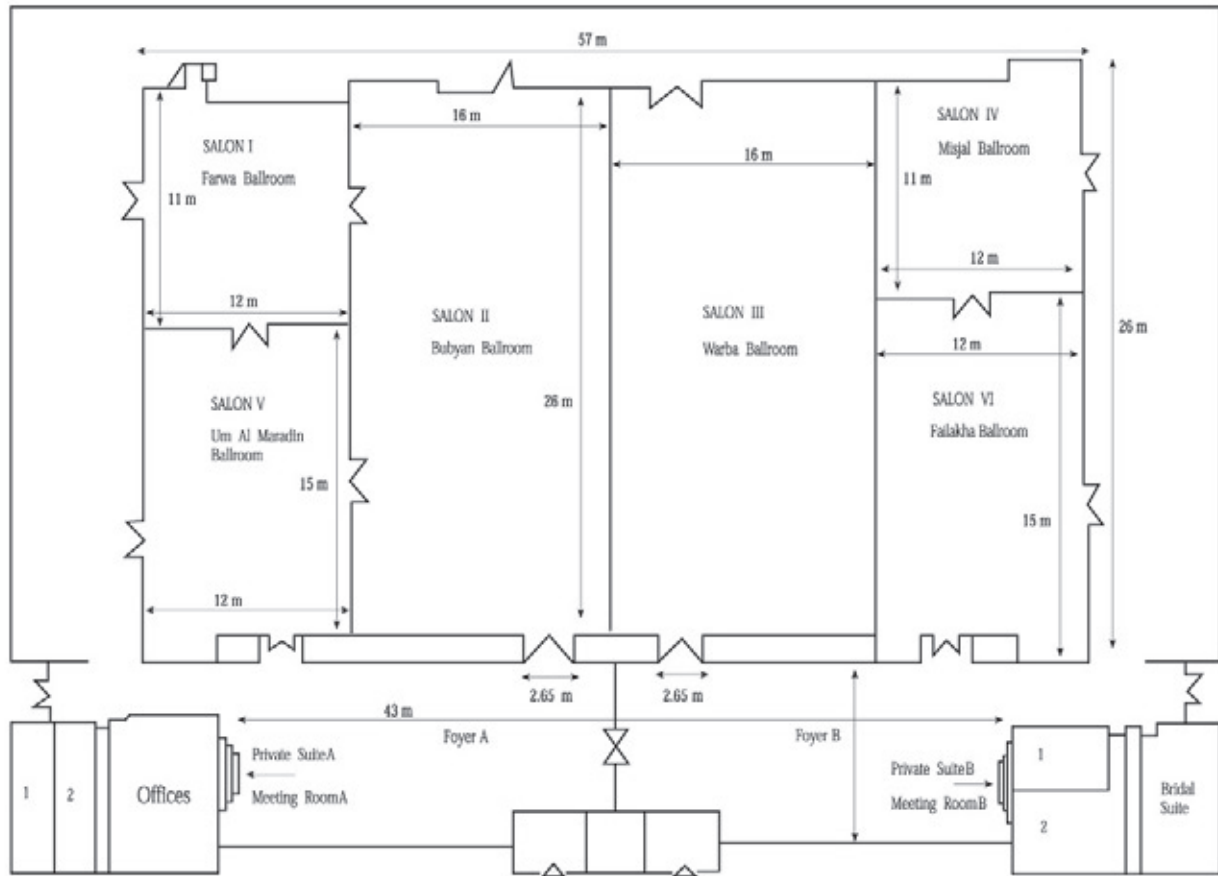 57 m
16 m
SALON I
Farwa Ballroom
11 m
12 m
SALON II
Bubyan Ballroom
26 m
16 m
SALON III
Warba Ballroom
SALON IV
Misjal Ballroom
11 m
12 m
26 m
SALON V
Um Al Maradin
Ballroom
15 m
12 m
12 m
SALON VI
Failakha Ballroom
15 m
2.65 m
2.65 m
43 m
Foyer A
Foyer B
1
2
Offices
Private Suite A
Meeting Room A
Private Suite B
Meeting Room B
1
2
Bridal
Suite